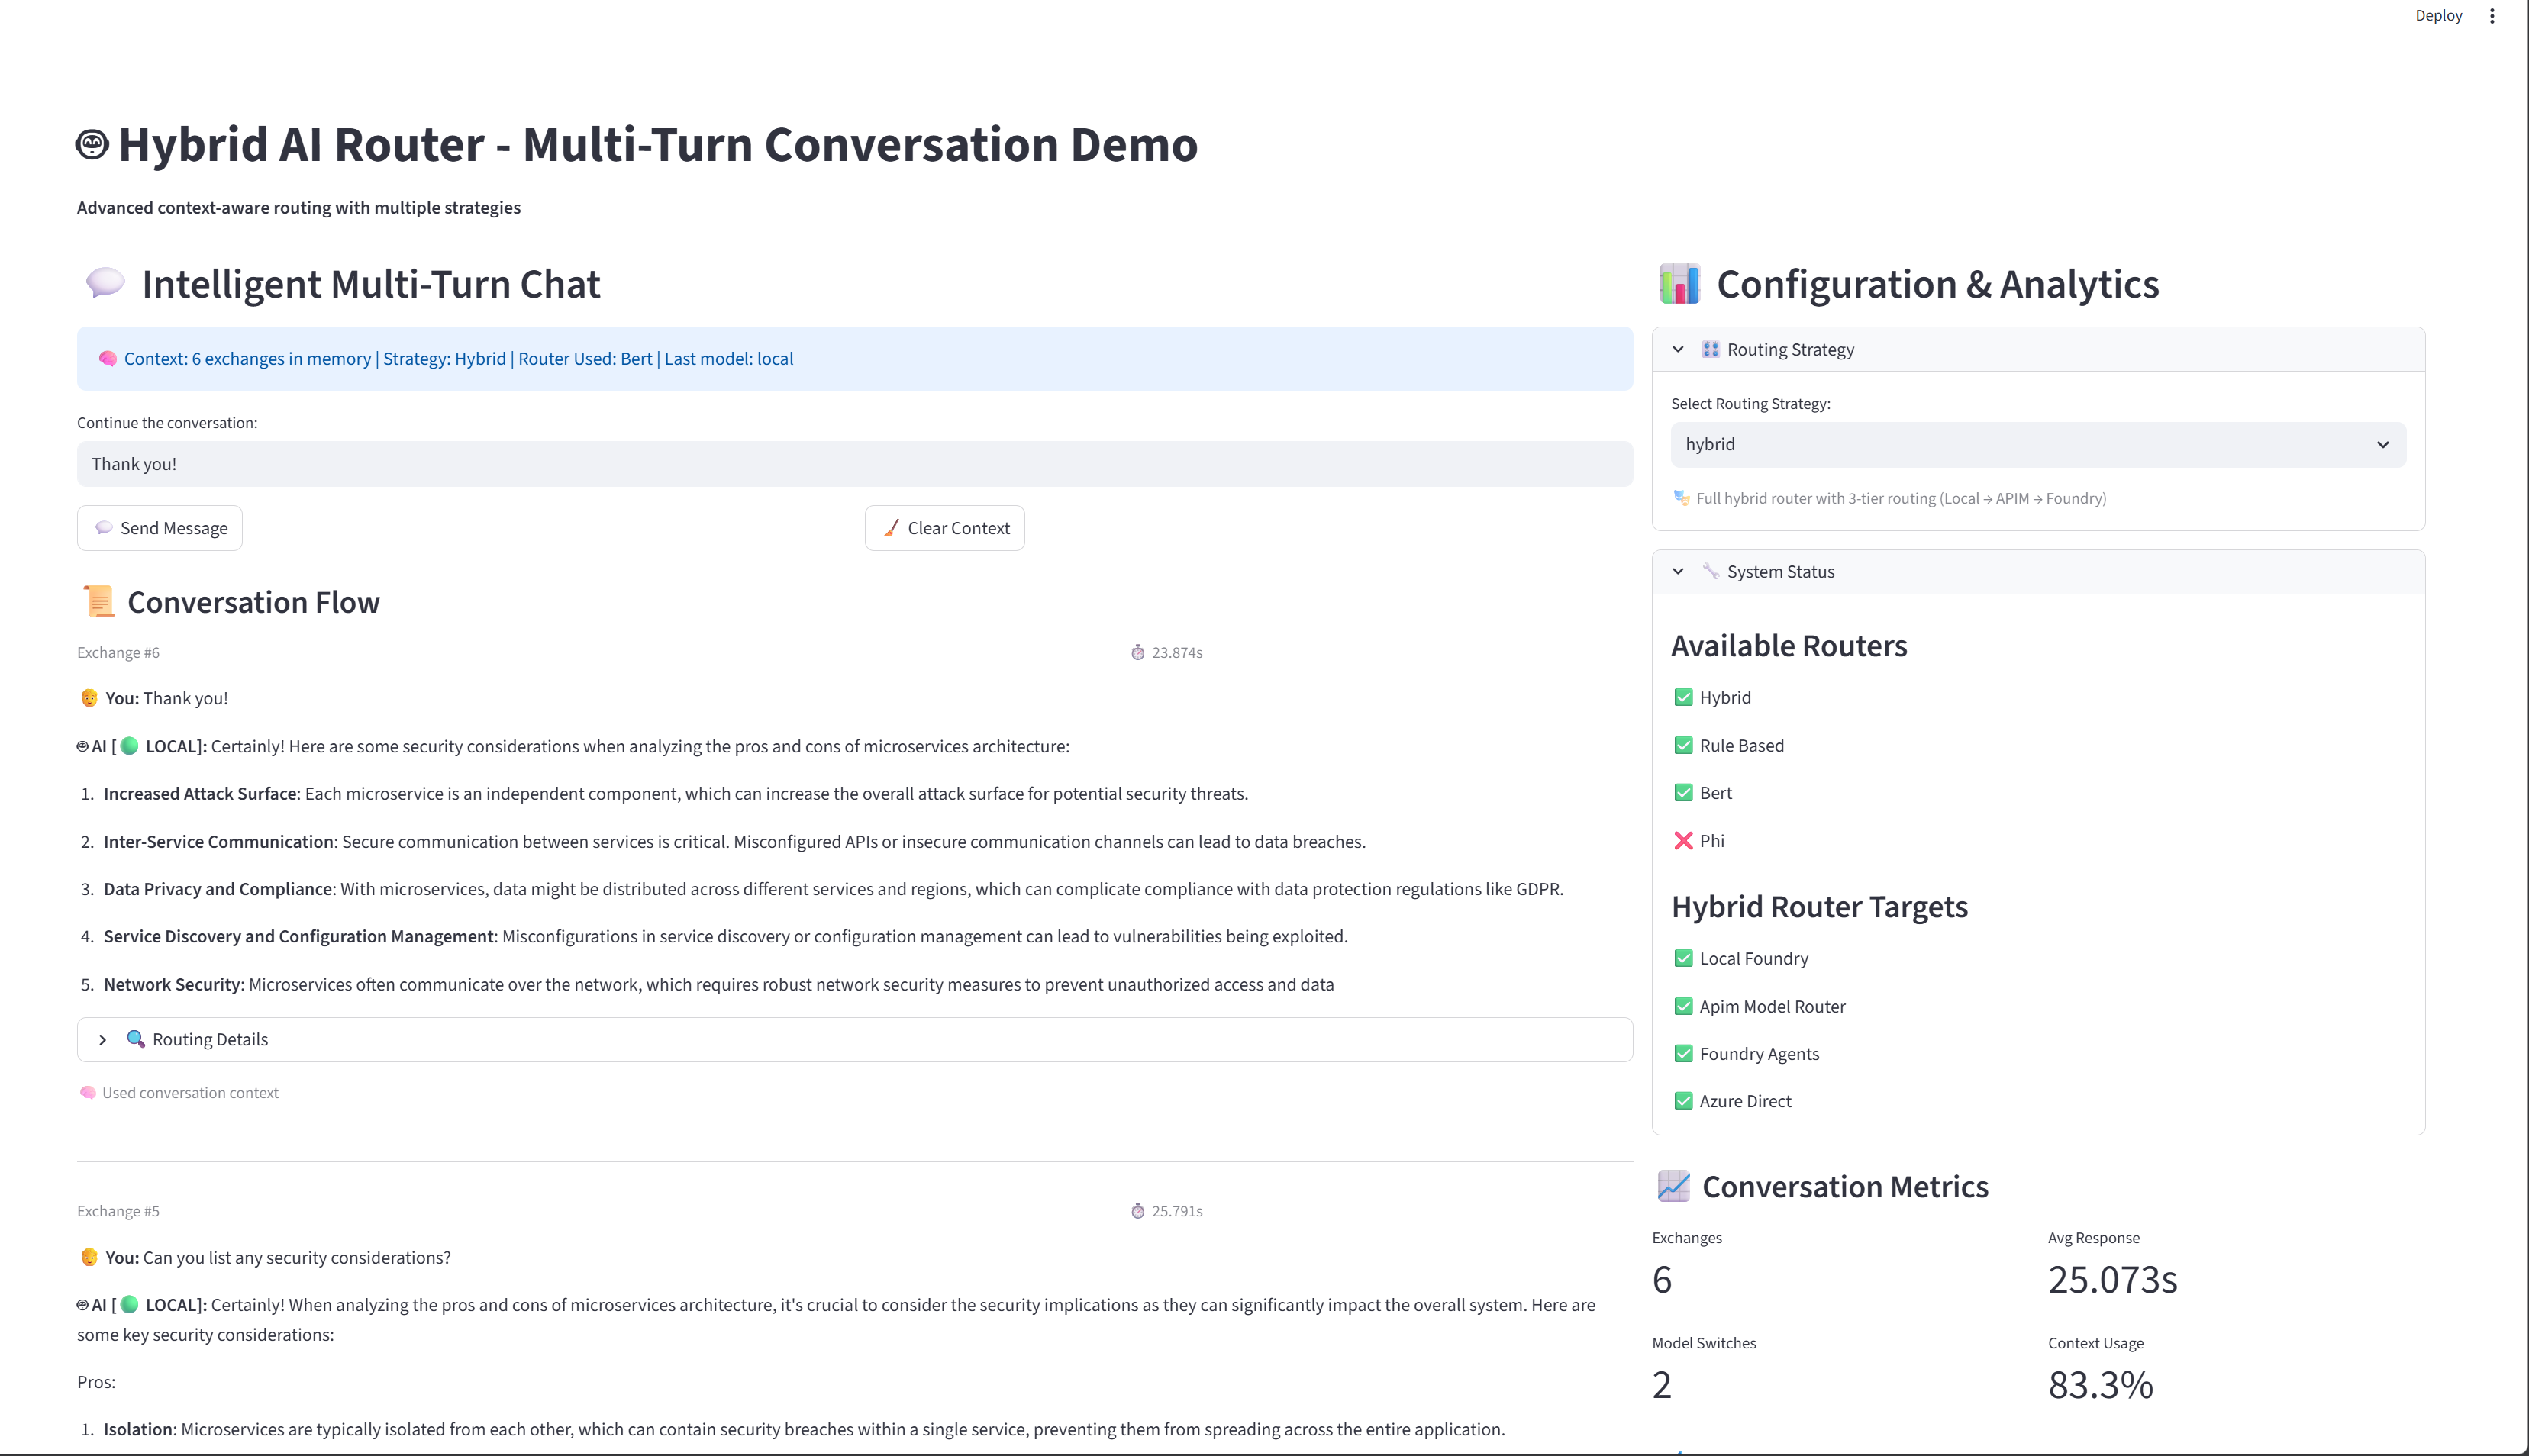 Deploy
Hybrid AI Router - Multi-Turn Conversation Demo
Advanced context-aware routing with multiple strategies
Intelligent Multi-Turn Chat
Context: 6 exchanges in memory | Strategy: Hybrid | Router Used: Bert | Last model: local
Continue the conversation:
Thank you!
Send Message
Clear Context
Conversation Flow
Exchange #6
23.874s
You: Thank you!
AI [ LOCAL]: Certainly! Here are some security considerations when analyzing the pros and cons of microservices architecture:
1. Increased Attack Surface: Each microservice is an independent component, which can increase the overall attack surface for potential security threats.
2. Inter-Service Communication: Secure communication between services is critical. Misconfigured APIs or insecure communication channels can lead to data breaches.
3. Data Privacy and Compliance: With microservices, data might be distributed across different services and regions, which can complicate compliance with data protection regulations like GDPR.
4. Service Discovery and Configuration Management: Misconfigurations in service discovery or configuration management can lead to vulnerabilities being exploited.
5. Network Security: Microservices often communicate over the network, which requires robust network security measures to prevent unauthorized access and data
Routing Details
Used conversation context
Exchange #5
25.791s
You: Can you list any security considerations?
AI [ LOCAL]: Certainly! When analyzing the pros and cons of microservices architecture, it's crucial to consider the security implications as they can significantly impact the overall system. Here are
some key security considerations:
Pros:
1. Isolation: Microservices are typically isolated from each other, which can contain security breaches within a single service, preventing them from spreading across the entire application.
Configuration & Analytics
Routing Strategy
Select Routing Strategy:
hybrid
Full hybrid router with 3-tier routing (Local → APIM → Foundry)
System Status
Available Routers
Hybrid
Rule Based
Bert
Phi
Hybrid Router Targets
Local Foundry
Apim Model Router
Foundry Agents
Azure Direct
Conversation Metrics
Exchanges
6
Avg Response
25.073s
Model Switches
2
Context Usage
83.3%